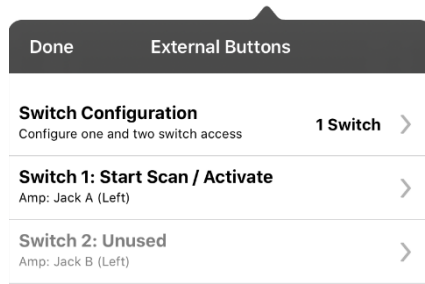 Done External Buttons
Switch Configuration
Configure one and two switch access
1 Switch
Switch 1: Start Scan / Activate
Amp: Jack A (Left)
Switch 2: Unused
Amp: Jack B (Left)